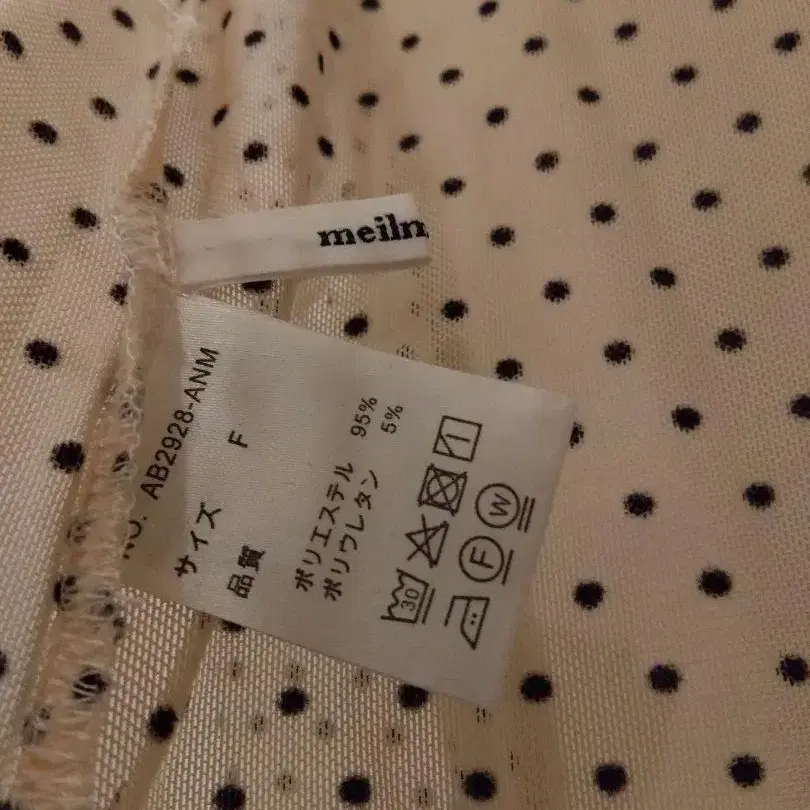 meiln
NO. AB2928-ANM
サイズ F
品質
ポリエステル 95%
ポリウレタン 5%
30
F W